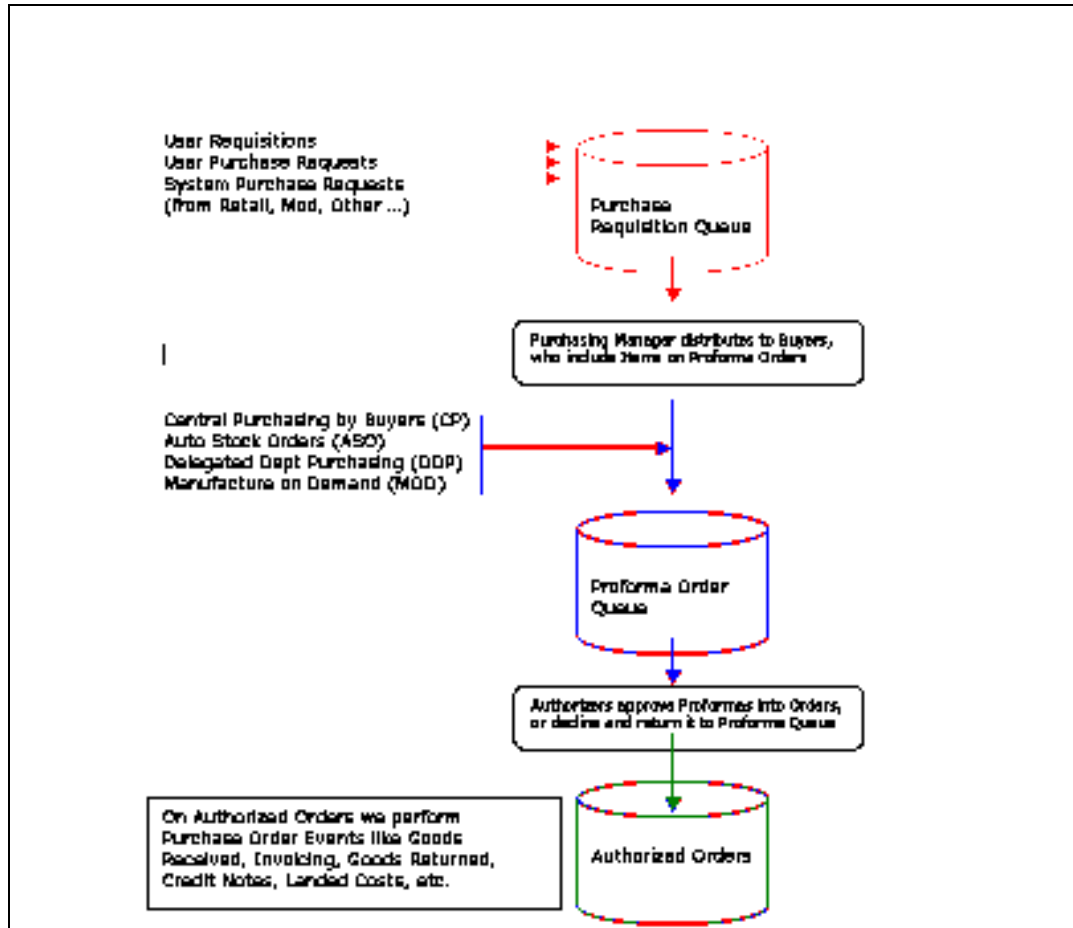 User Requisitions
User Purchase Requests
System Purchase Requests
(from Retail, Mod, Other ...)
Purchase
Requisition Queue
Purchasing Manager distributes to Buyers,
who include Items on Proforma Orders
Central Purchasing by Buyers (CP)
Auto Stock Orders (ASO)
Delegated Dept Purchasing (DDP)
Manufacture on Demand (MOD)
Proforma Order
Queue
Authorizers approve Proformas into Orders,
or decline and return it to Proforma Queue
On Authorized Orders we perform
Purchase Order Events like Goods
Received, Invoicing, Goods Returned,
Credit Notes, Landed Costs, etc.
Authorized Orders